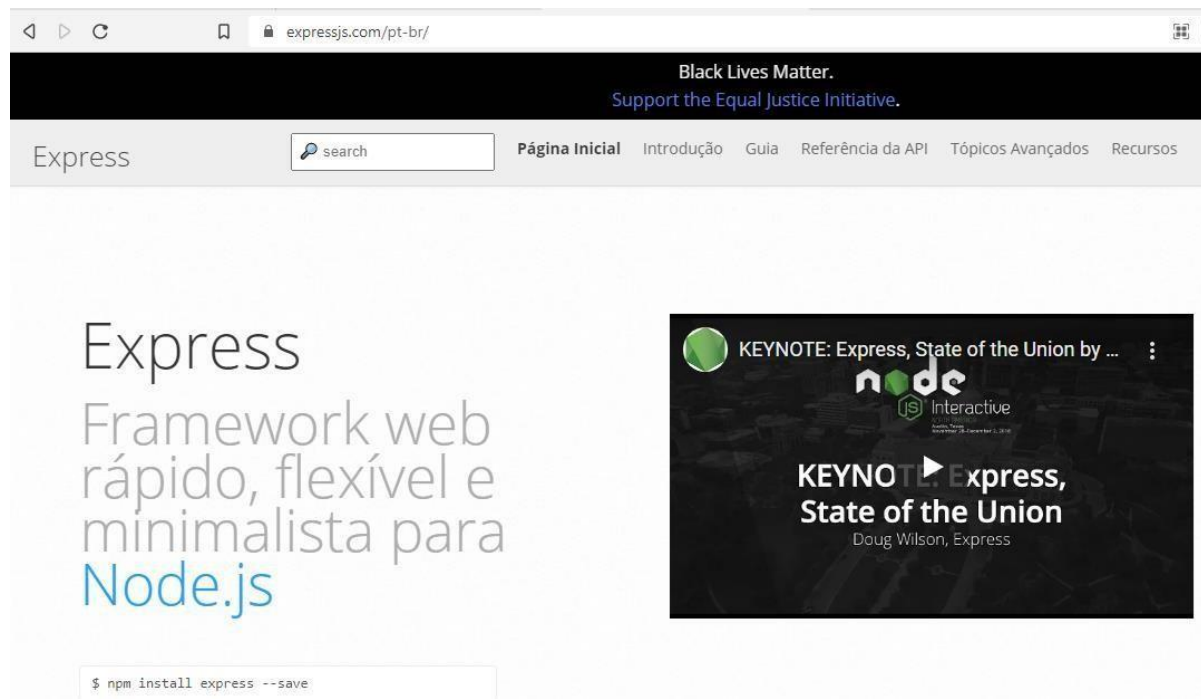 expressjs.com/pt-br/
Black Lives Matter.
Support the Equal Justice Initiative.
Express
search
Página Inicial
Introdução
Guia
Referência da API
Tópicos Avançados
Recursos
Express
Framework web
rápido, flexível e
minimalista para
Node.js
$ npm install express --save
KEYNOTE: Express, State of the Union by ...
node
JS Interactive
KEYNOTE: Express,
State of the Union
Doug Wilson, Express